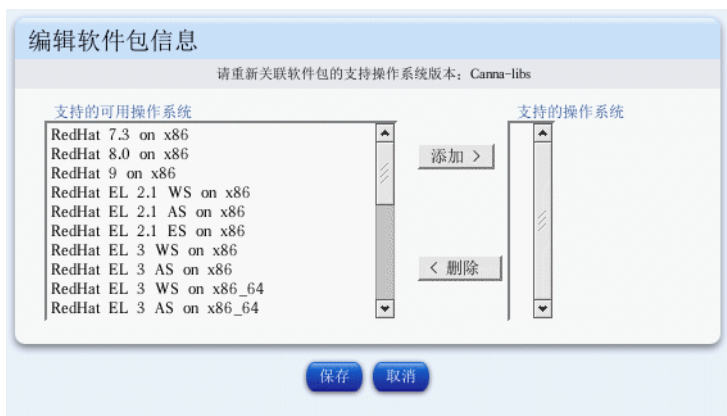 编辑软件包信息
请重新关联软件包的支持操作系统版本：Canna-libs
支持的可用操作系统
支持的操作系统
RedHat 7.3 on x86
RedHat 8.0 on x86
RedHat 9 on x86
RedHat EL 2.1 WS on x86
RedHat EL 2.1 AS on x86
RedHat EL 2.1 ES on x86
RedHat EL 3 WS on x86
RedHat EL 3 AS on x86
RedHat EL 3 WS on x86_64
RedHat EL 3 AS on x86_64
添加 >
< 删除
保存 取消